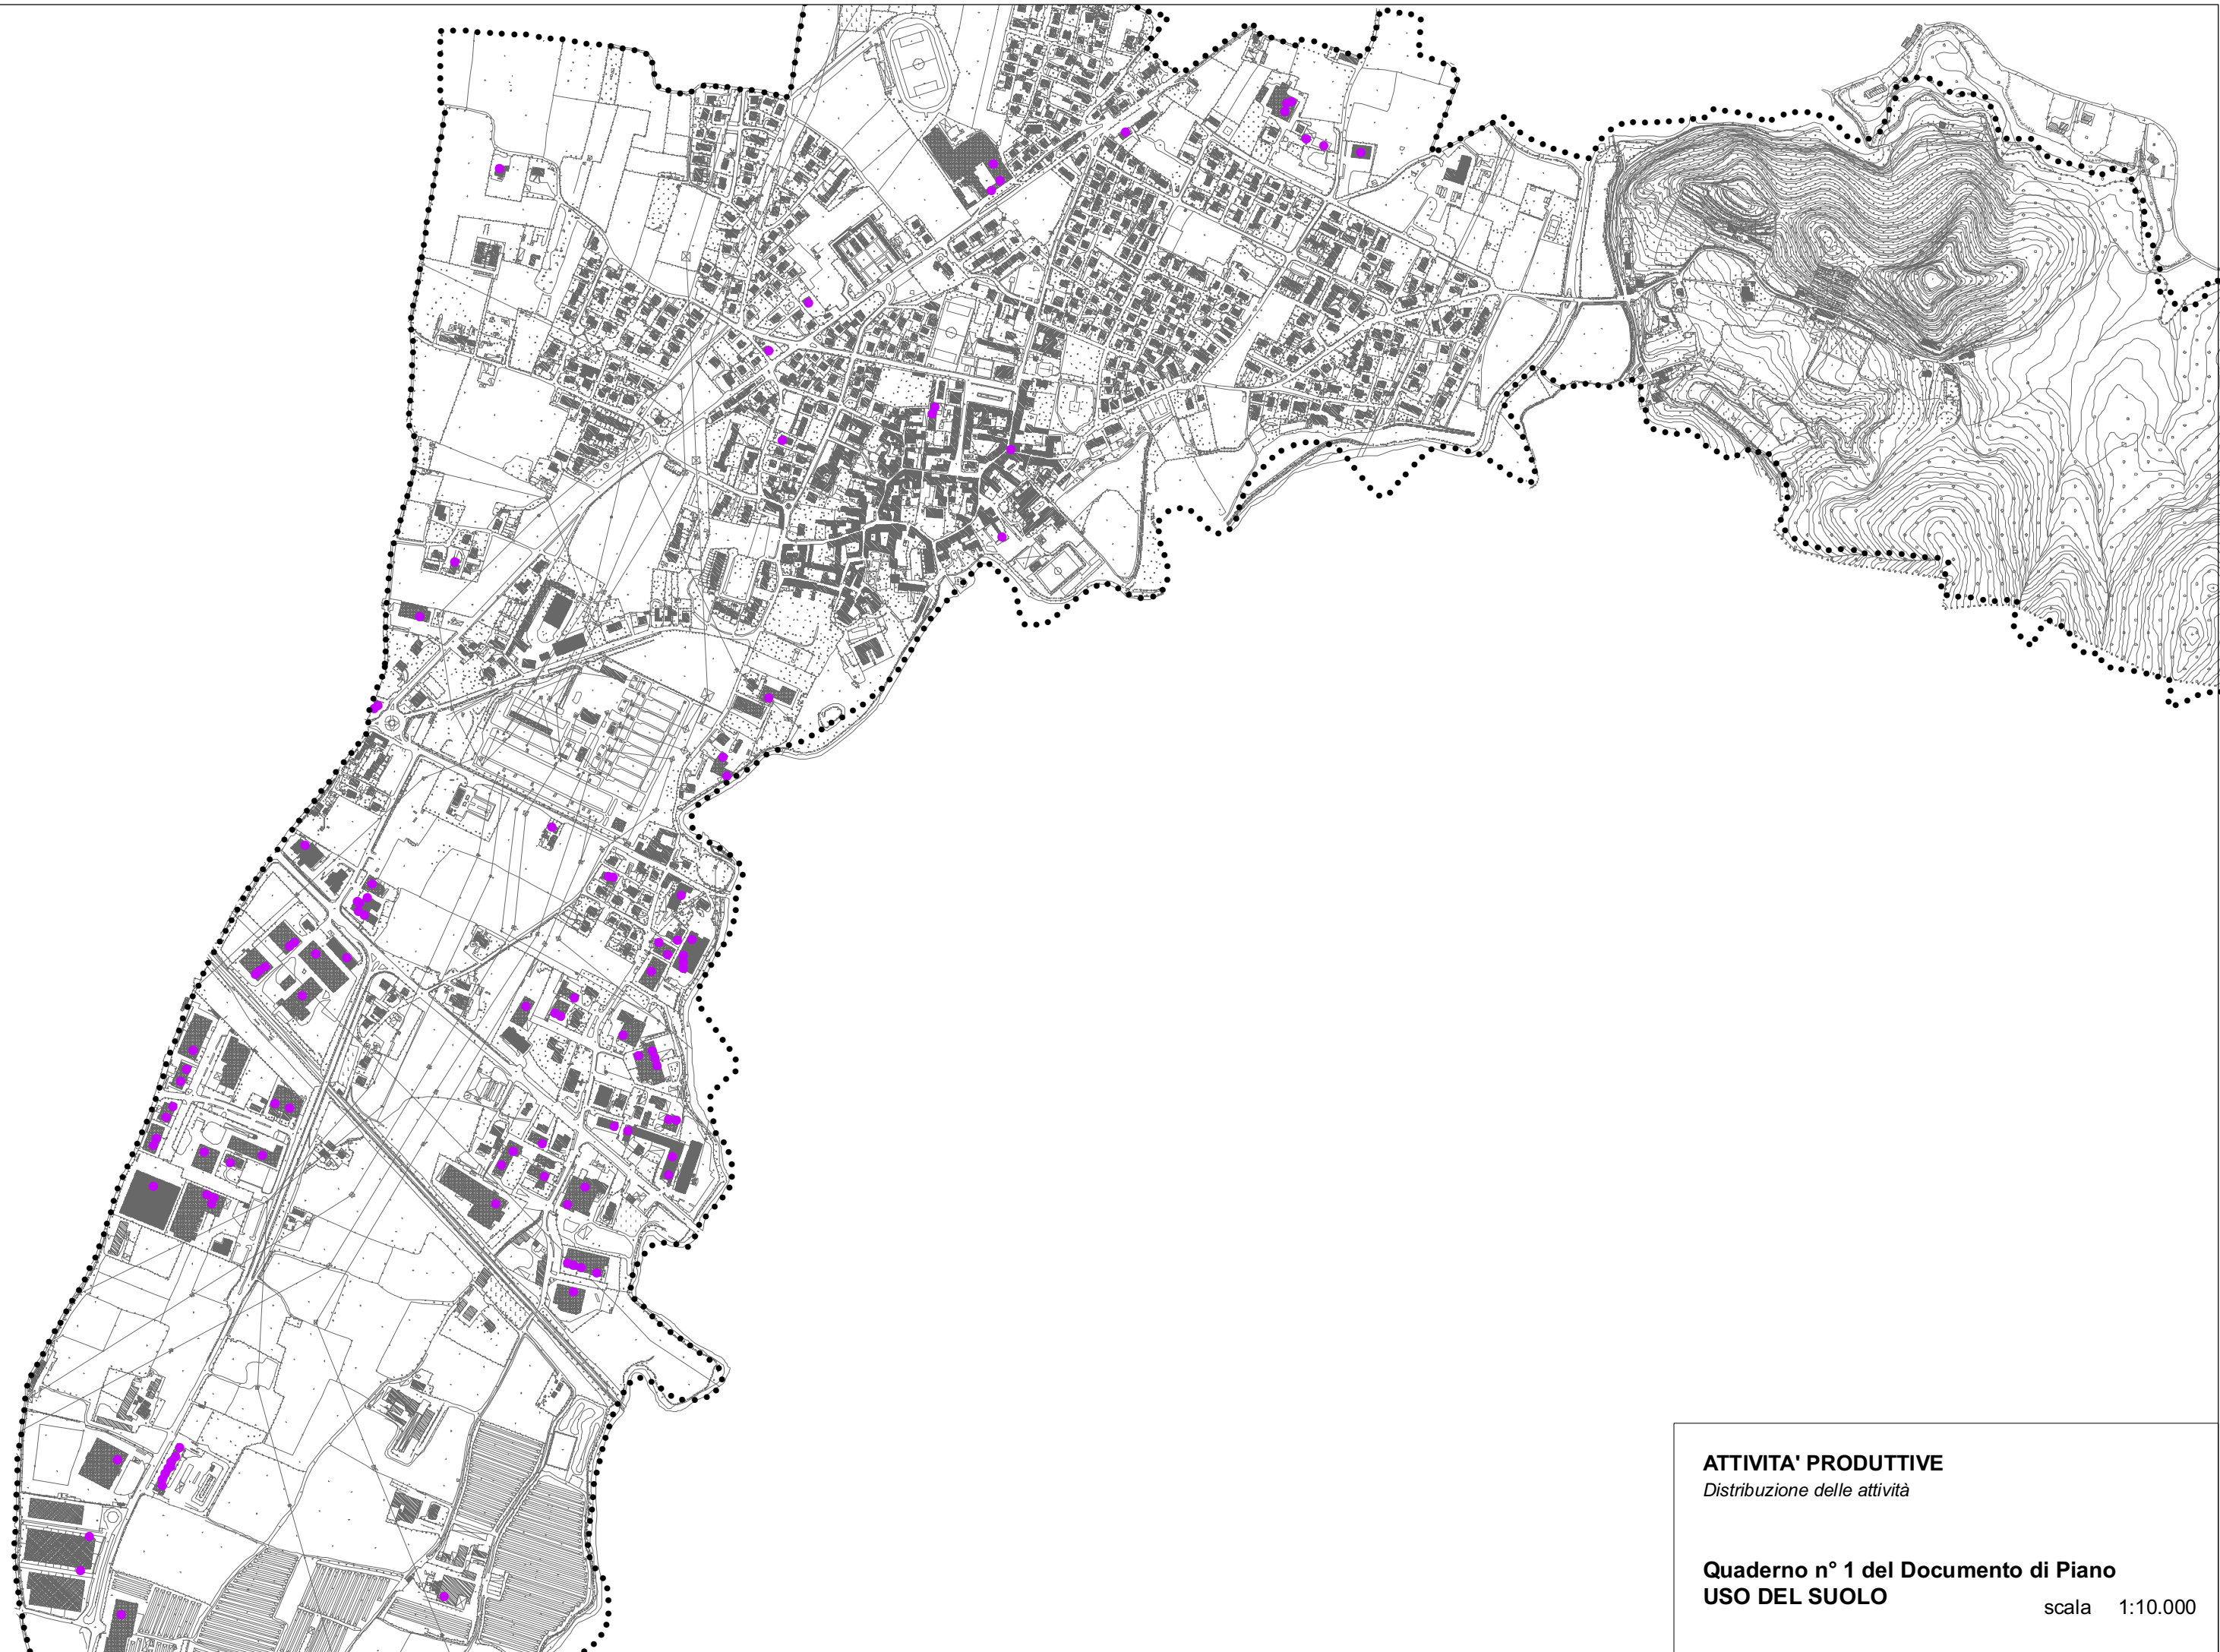 ATTIVITA' PRODUTTIVE
Distribuzione delle attività
Quaderno n° 1 del Documento di Piano
USO DEL SUOLO
scala 1:10.000